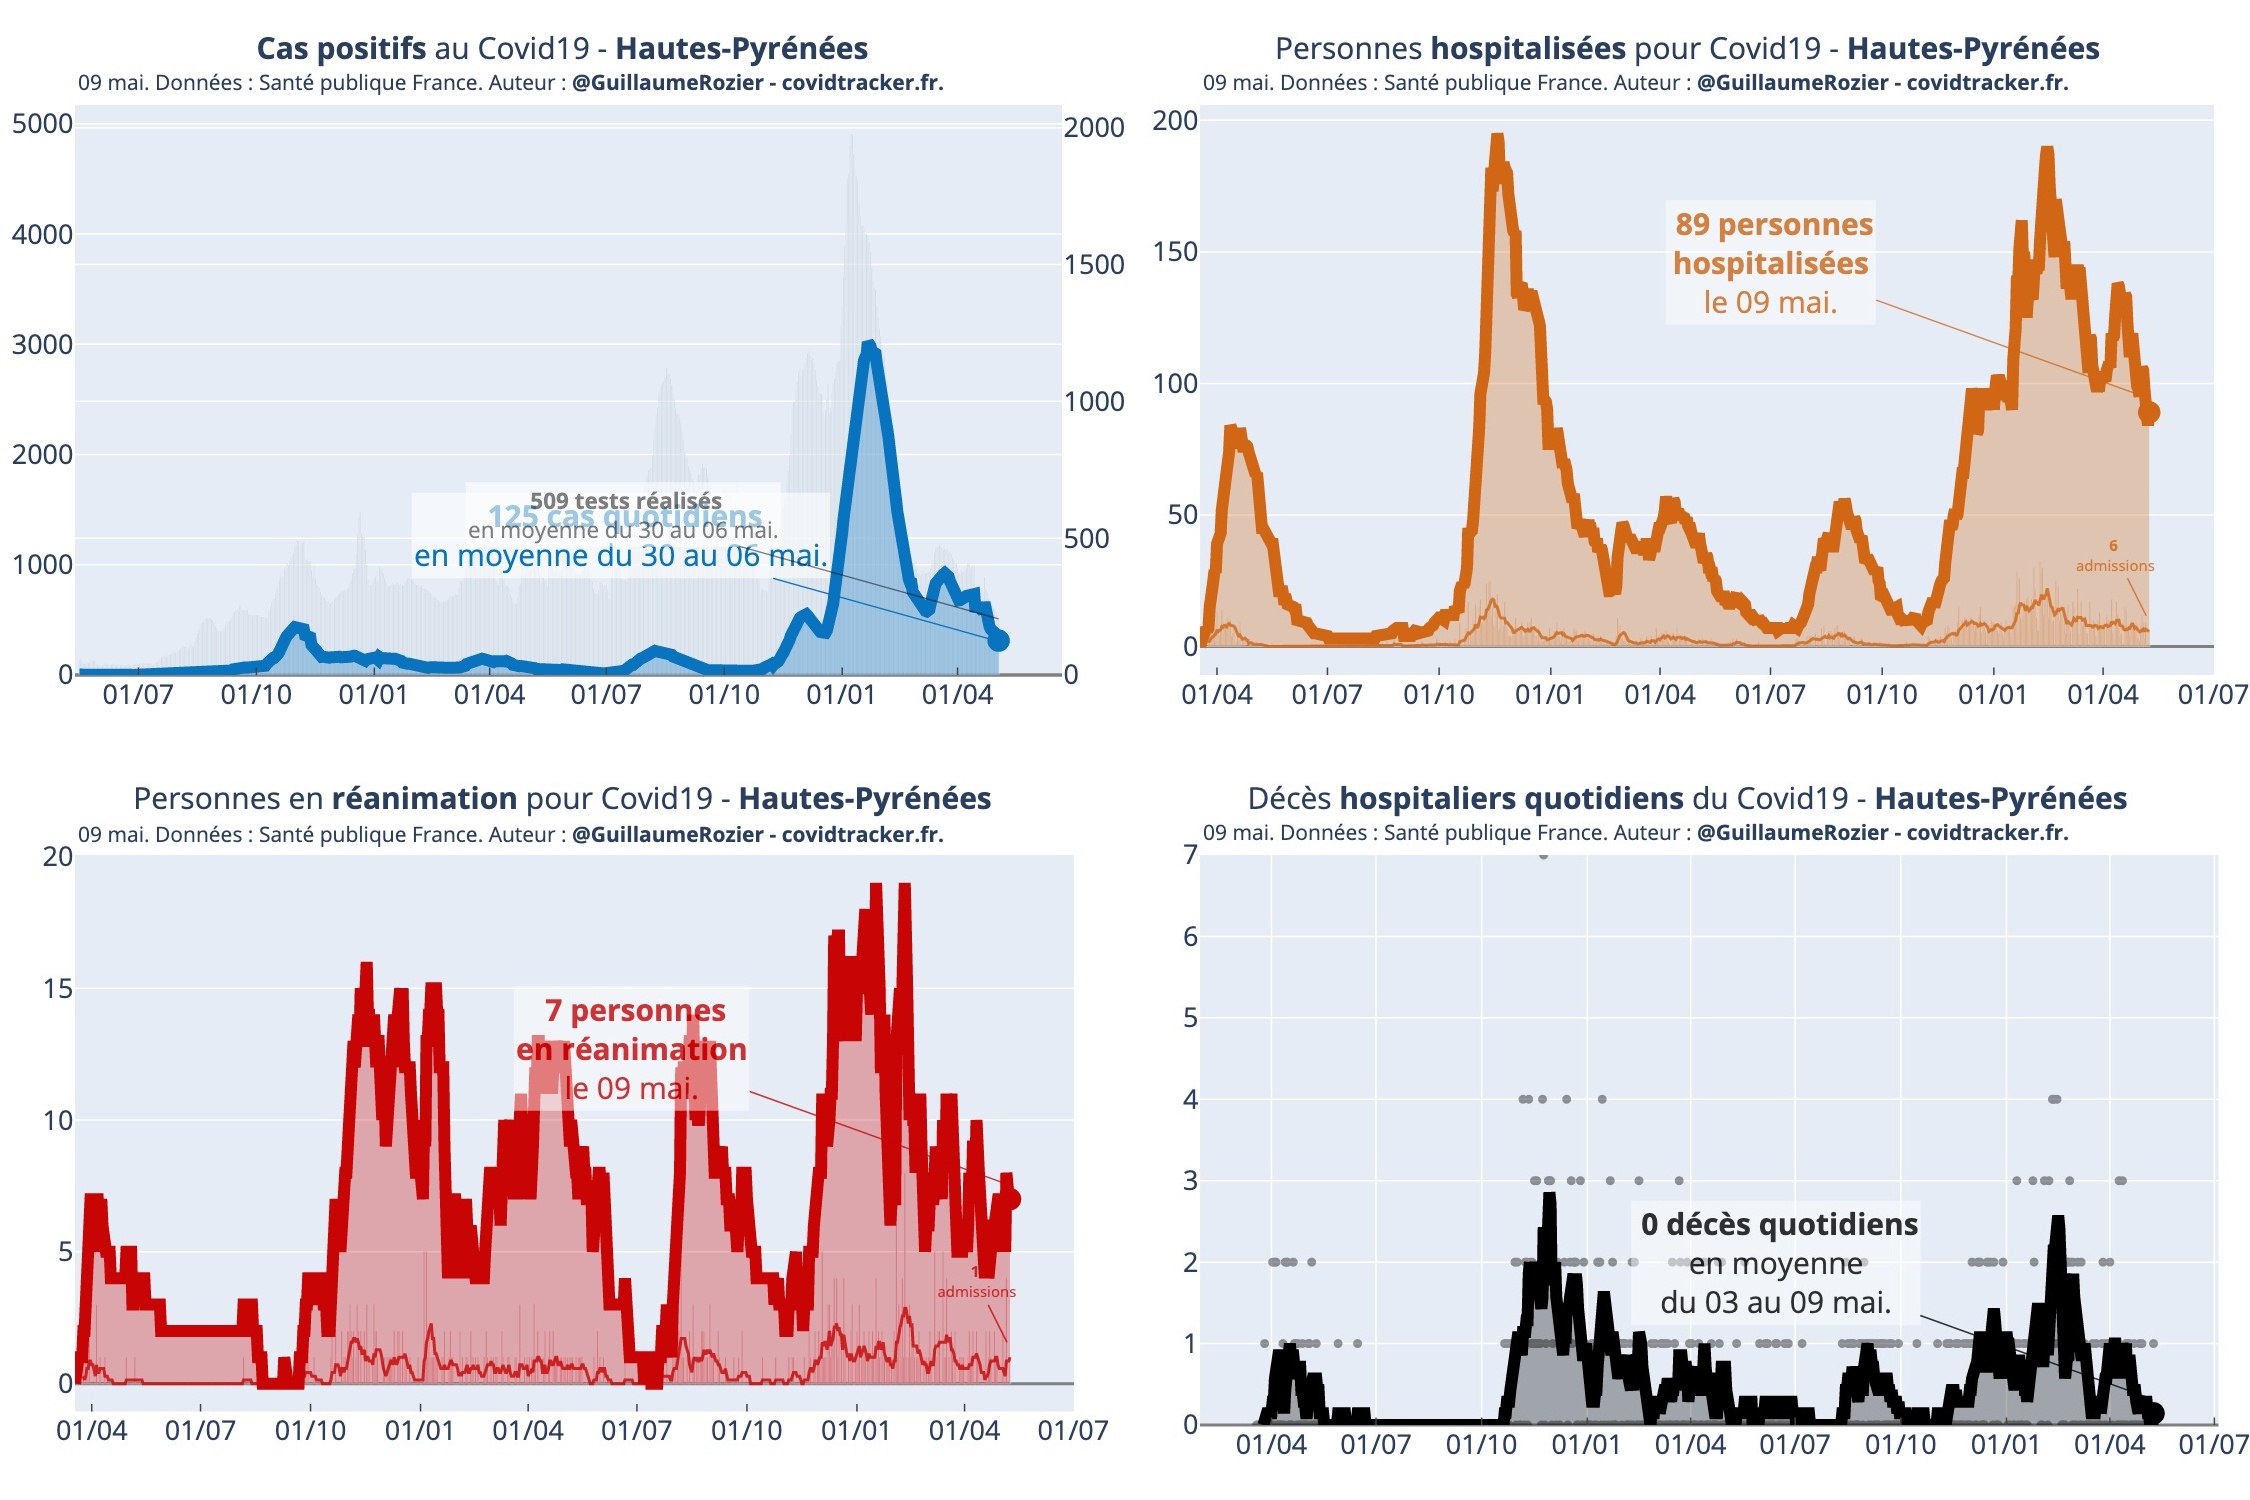 Cas positifs au Covid19 - Hautes-Pyrénées
09 mai. Données : Santé publique France. Auteur : @GuillaumeRozier - covidtracker.fr.
5000
4000
3000
2000
1000
0
2000
1500
1000
500
0
509 tests réalisés
125 cas quotidiens
en moyenne du 30 au 06 mai.
en moyenne du 30 au 06 mai.
01/07 01/10 01/01 01/04 01/07 01/10 01/01 01/04
Personnes hospitalisées pour Covid19 - Hautes-Pyrénées
09 mai. Données : Santé publique France. Auteur : @GuillaumeRozier - covidtracker.fr.
200
150
100
50
0
89 personnes
hospitalisées
le 09 mai.
6
admissions
01/04 01/07 01/10 01/01 01/04 01/07 01/10 01/01 01/04 01/07
Personnes en réanimation pour Covid19 - Hautes-Pyrénées
09 mai. Données : Santé publique France. Auteur : @GuillaumeRozier - covidtracker.fr.
20
15
10
5
0
7 personnes
en réanimation
le 09 mai.
1
admissions
01/04 01/07 01/10 01/01 01/04 01/07 01/10 01/01 01/04 01/07
Décès hospitaliers quotidiens du Covid19 - Hautes-Pyrénées
09 mai. Données : Santé publique France. Auteur : @GuillaumeRozier - covidtracker.fr.
7
6
5
4
3
2
1
0
0 décès quotidiens
en moyenne
du 03 au 09 mai.
01/04 01/07 01/10 01/01 01/04 01/07 01/10 01/01 01/04 01/07